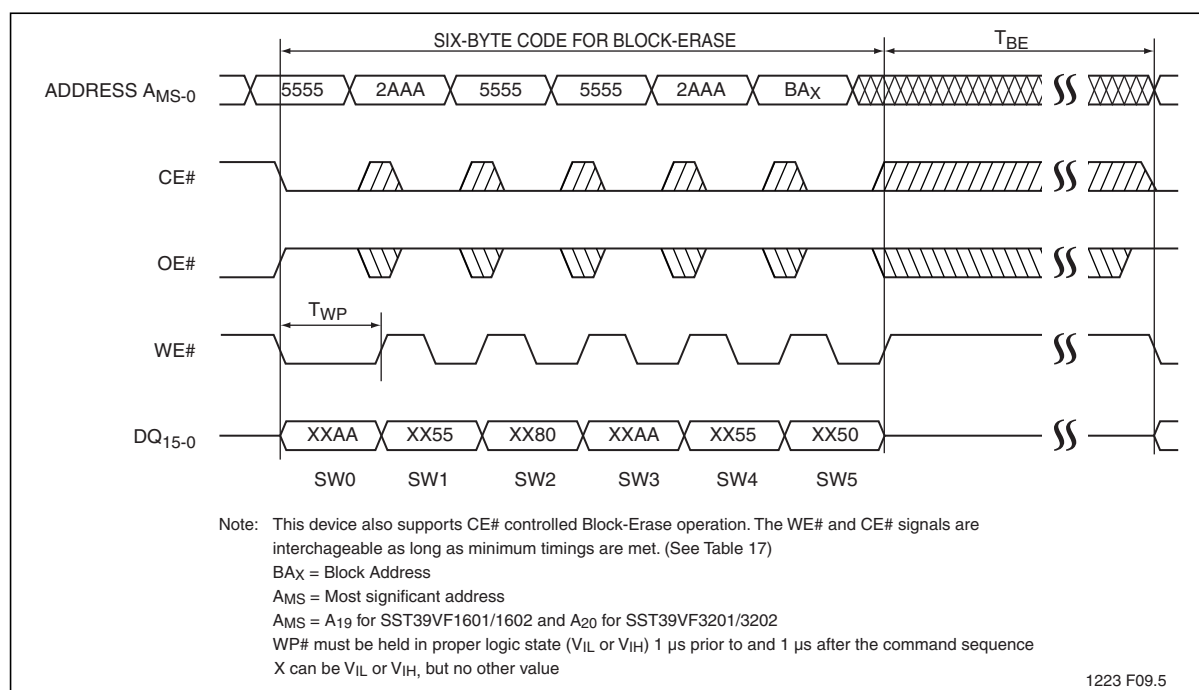 SIX-BYTE CODE FOR BLOCK-ERASE TBE
ADDRESS AMS-0 5555 2AAA 5555 5555 2AAA BAX
CE#
OE#
TWP
WE#
DQ15-0 XXAA XX55 XX80 XXAA XX55 XX50
SW0 SW1 SW2 SW3 SW4 SW5
Note: This device also supports CE# controlled Block-Erase operation. The WE# and CE# signals are
interchageable as long as minimum timings are met. (See Table 17)
BAX = Block Address
AMS = Most significant address
AMS = A19 for SST39VF1601/1602 and A20 for SST39VF3201/3202
WP# must be held in proper logic state (VIL or VIH) 1 µs prior to and 1 µs after the command sequence
X can be VIL or VIH, but no other value
1223 F09.5